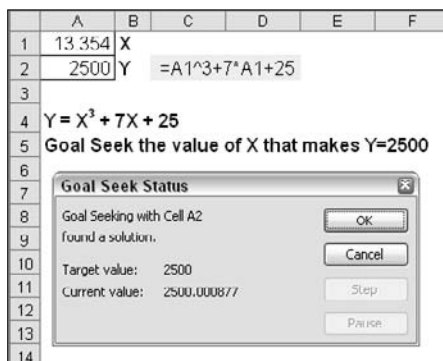 A B C D E F
1 13.354 X
2 2500 Y =A1^3+7*A1+25
3
4 Y = X³ + 7X + 25
5 Goal Seek the value of X that makes Y=2500
6
7 Goal Seek Status
8 Goal Seeking with Cell A2 OK
9 found a solution.
10 Target value: 2500 Cancel
11 Current value: 2500.000877 Step
12
13 Pause
14